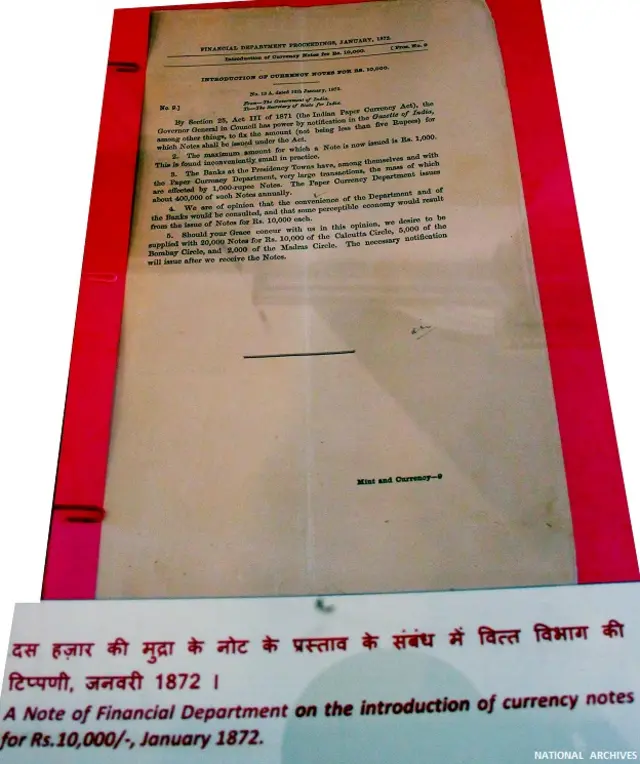 FINANCIAL DEPARTMENT PROCEEDINGS, JANUARY, 1872.
Introduction of Currency Notes for Rs. 10,000. [Pros. No. 9
INTRODUCTION OF CURRENCY NOTES FOR RS. 10,000.
January, 1872.
No. 9.]
From—The Government of India,
To—The Secretary of State for India.
By Section 25, Act III of 1871 (the Indian Paper Currency Act), the
Governor General in Council has power by notification in the Gazette of India,
among other things, to fix the amount (not being less than five Rupees) for
which Notes shall be issued under the Act.
2. The maximum amount for which a Note is now issued is Rs. 1,000.
This is found inconveniently small in practice.
3. The Banks at the Presidency Towns have, among themselves and with
the Paper Currency Department, very large transactions, the mass of which
are effected by 1,000-rupee Notes. The Paper Currency Department issues
about 400,000 of such Notes annually.
4. We are of opinion that the convenience of the Department and of
the Banks would be consulted, and that some perceptible economy would result
from the issue of Notes for Rs. 10,000 each.
5. Should your Grace concur with us in this opinion, we desire to be
supplied with 20,000 Notes for Rs. 10,000 of the Calcutta Circle, 5,000 of the
Bombay Circle, and 2,000 of the Madras Circle. The necessary notification
will issue after we receive the Notes.
Mint and Currency—9
दस हज़ार की मुद्रा के नोट के प्रस्ताव के संबंध में वित्त विभाग की
टिप्पणी, जनवरी 1872 ।
A Note of Financial Department on the introduction of currency notes
for Rs.10,000/-, January 1872.
NATIONAL ARCHIVES